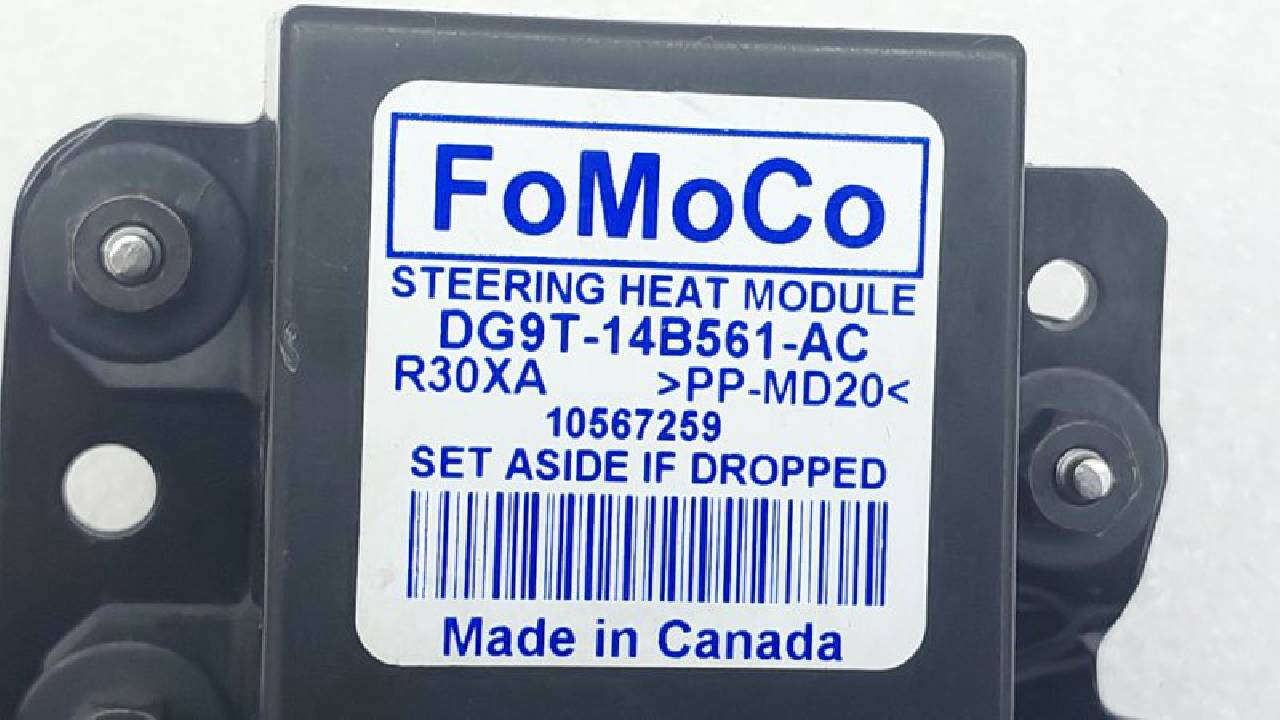 FoMoCo
STEERING HEAT MODULE
DG9T-14B561-AC
R30XA >PP-MD20<
10567259
SET ASIDE IF DROPPED
Made in Canada